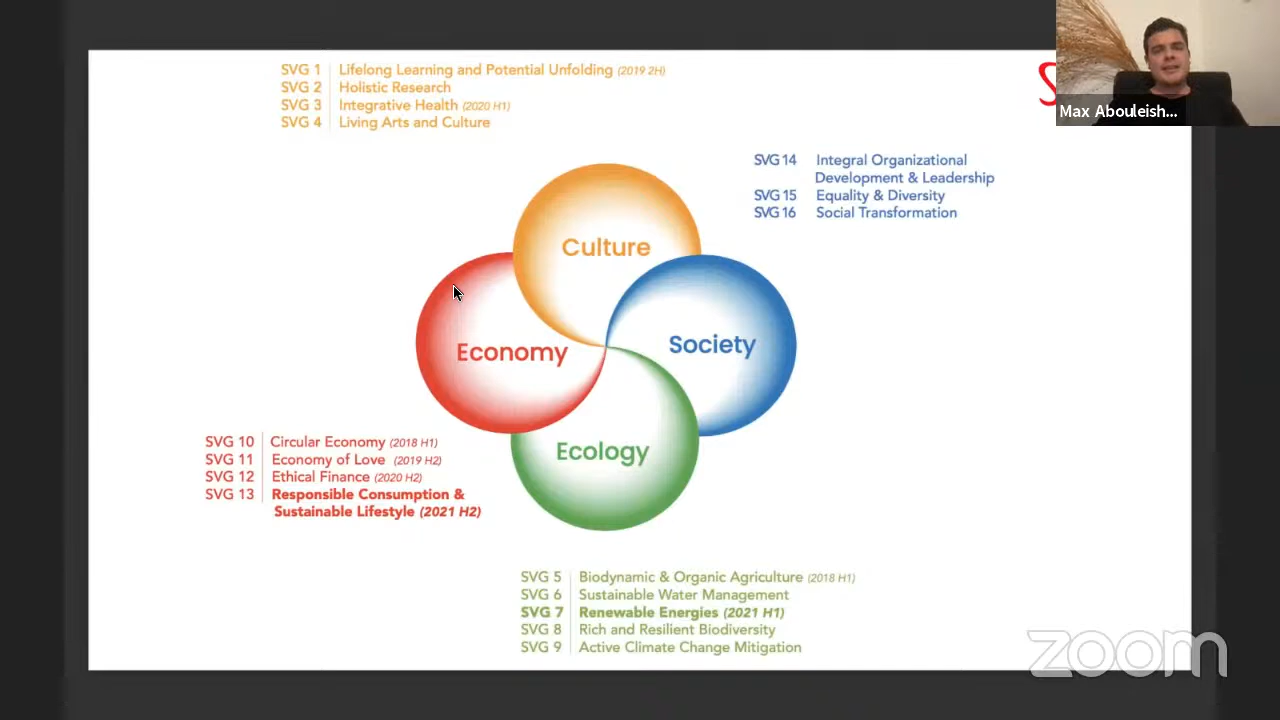 SVG 1 Lifelong Learning and Potential Unfolding (2019 2H)
SVG 2 Holistic Research
SVG 3 Integrative Health (2020 H1)
SVG 4 Living Arts and Culture
Max Abouleish...
SVG 14 Integral Organizational
Development & Leadership
SVG 15 Equality & Diversity
SVG 16 Social Transformation
Culture
Society
Economy
Ecology
SVG 10 Circular Economy (2018 H1)
SVG 11 Economy of Love (2019 H2)
SVG 12 Ethical Finance (2020 H2)
SVG 13 Responsible Consumption &
Sustainable Lifestyle (2021 H2)
SVG 5 Biodynamic & Organic Agriculture (2018 H1)
SVG 6 Sustainable Water Management
SVG 7 Renewable Energies (2021 H1)
SVG 8 Rich and Resilient Biodiversity
SVG 9 Active Climate Change Mitigation
zoom